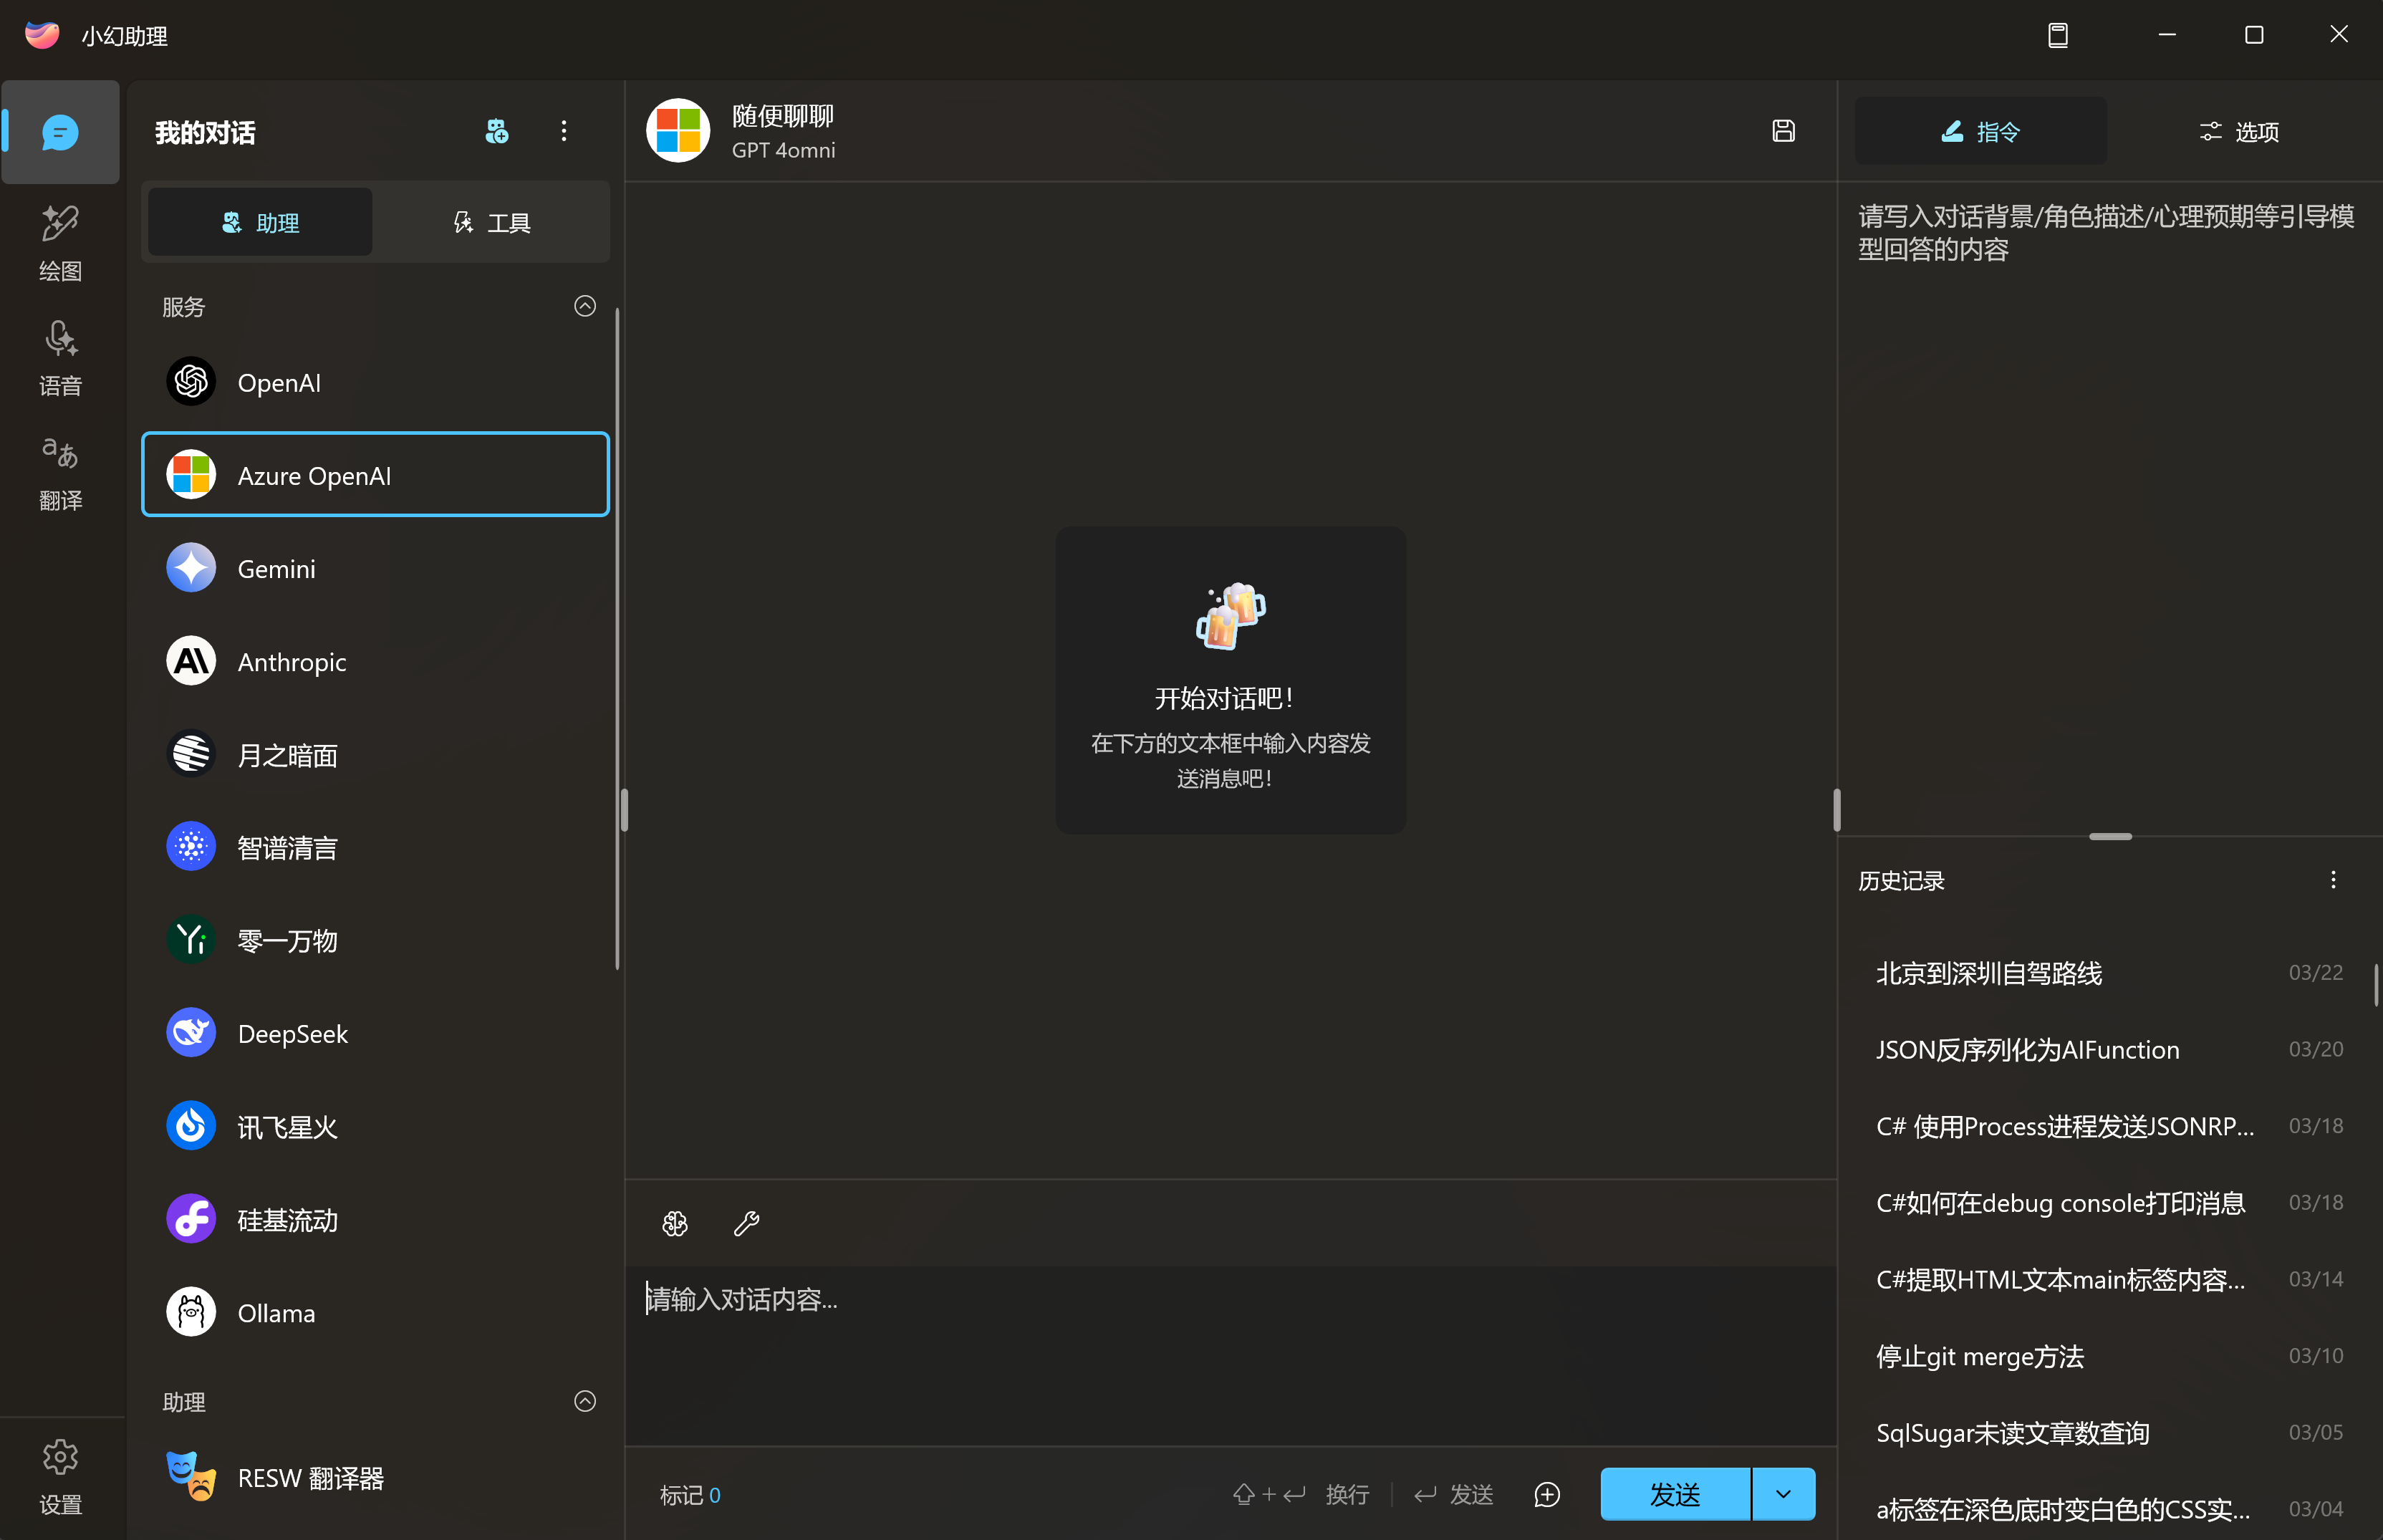 小幻助理
我的对话
助理
工具
服务
OpenAI
Azure OpenAI
Gemini
Anthropic
月之暗面
智谱清言
零一万物
DeepSeek
讯飞星火
硅基流动
Ollama
助理
RESW 翻译器
绘图
语音
翻译
设置
随便聊聊
GPT 4omni
开始对话吧！
在下方的文本框中输入内容发
送消息吧！
请输入对话内容...
标记 0
+ 换行
发送
发送
指令
选项
请写入对话背景/角色描述/心理预期等引导模
型回答的内容
历史记录
北京到深圳自驾路线 03/22
JSON反序列化为AIFunction 03/20
C# 使用Process进程发送JSONRP... 03/18
C#如何在debug console打印消息 03/18
C#提取HTML文本main标签内容... 03/14
停止git merge方法 03/10
SqlSugar未读文章数查询 03/05
a标签在深色底时变白色的CSS实... 03/04